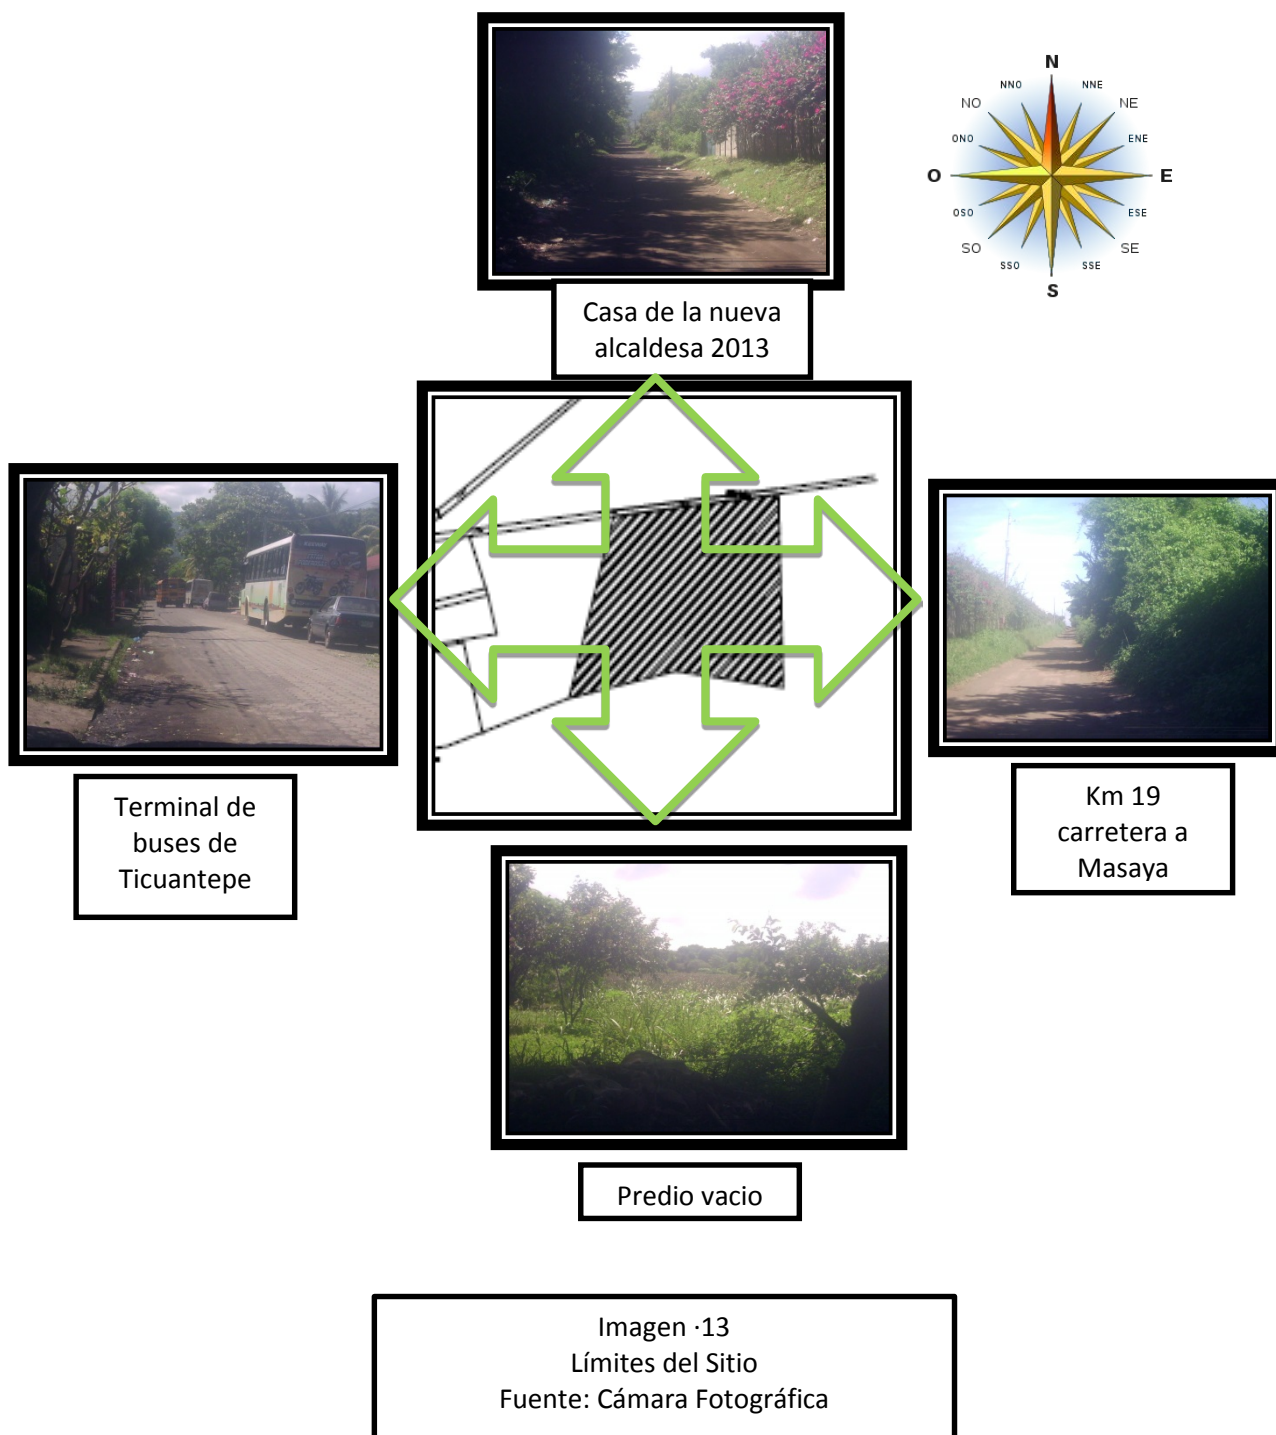 N
NNO
NNE
NO
NE
ONO
ENE
O
E
OSO
ESE
SO
SE
SSO
SSE
S
Casa de la nueva
alcaldesa 2013
Terminal de
buses de
Ticuantepe
Km 19
carretera a
Masaya
Predio vacio
Imagen ·13
Límites del Sitio
Fuente: Cámara Fotográfica